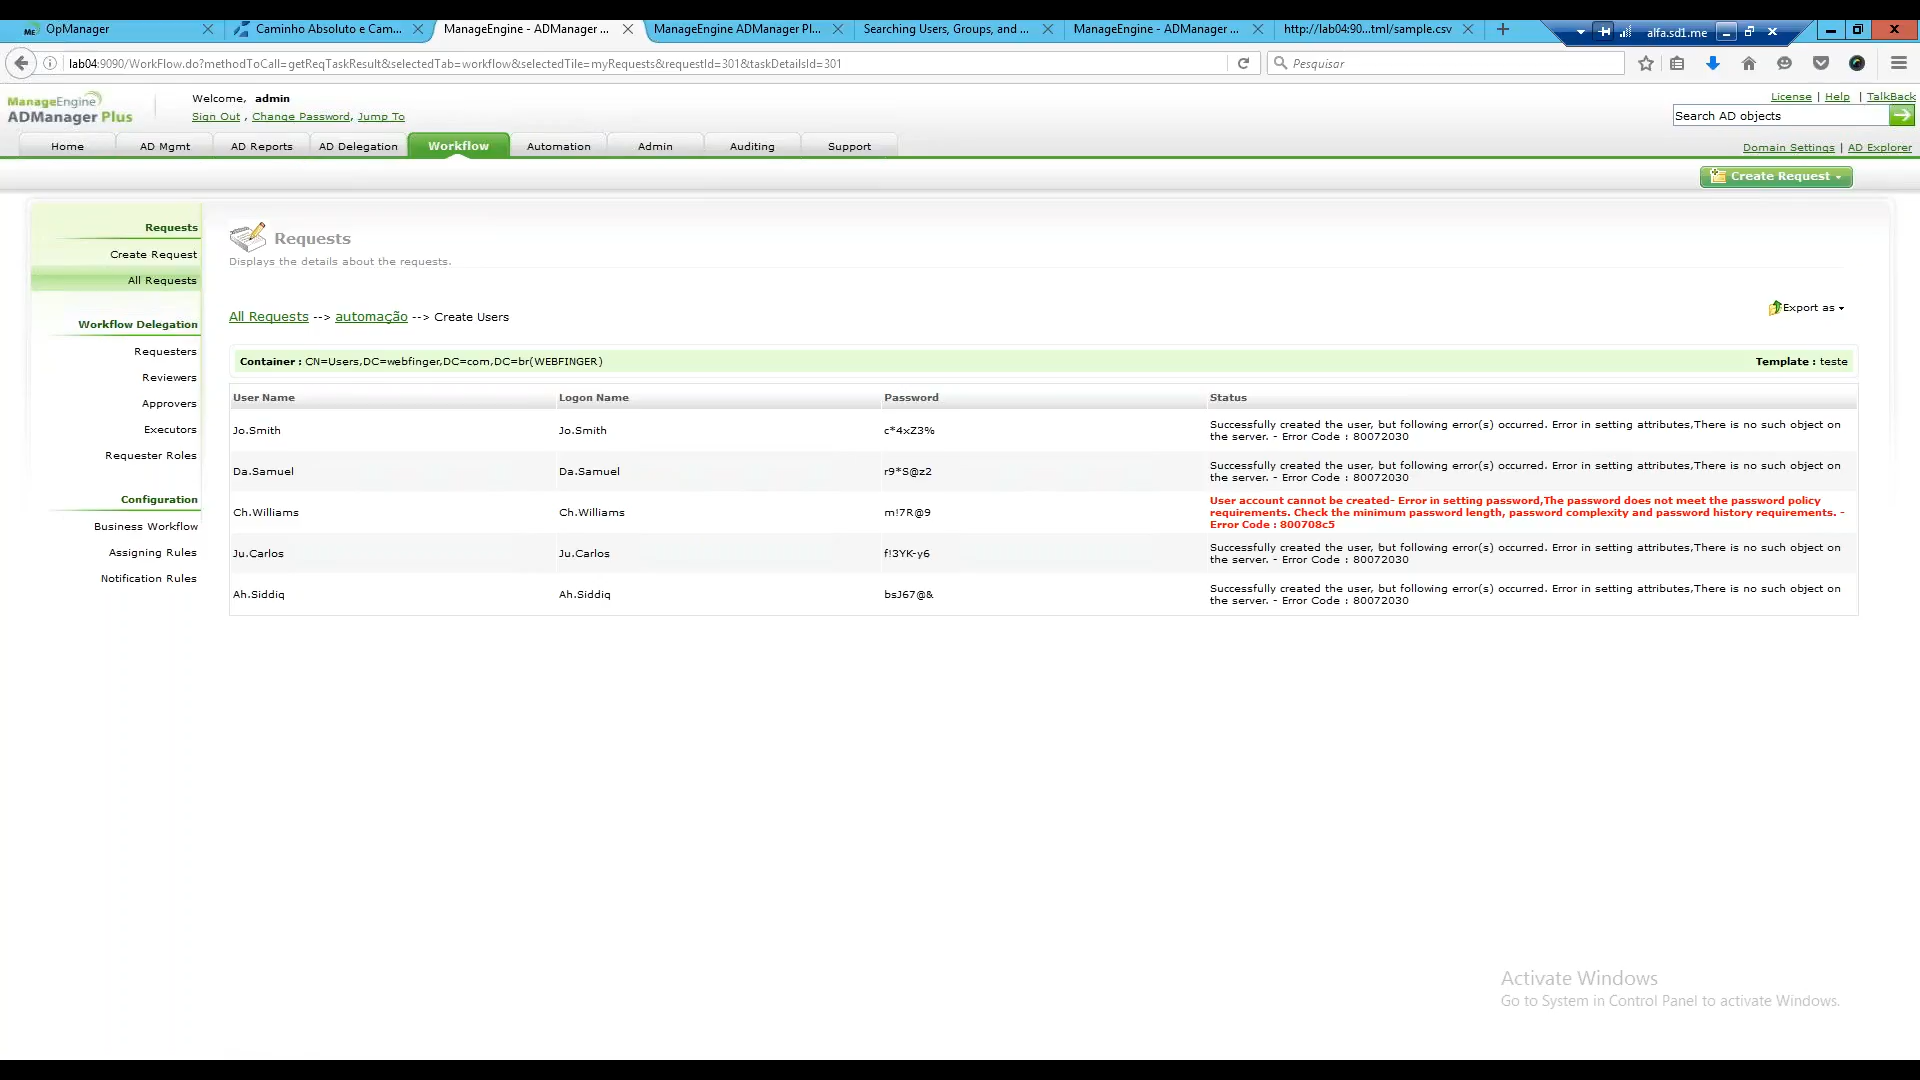 OpManager
Caminho Absoluto e Cam...
ManageEngine - ADManager ...
ManageEngine ADManager Pl...
Searching Users, Groups, and ...
ManageEngine - ADManager ...
http://lab04:90...tml/sample.csv
alfa.sd1.me
lab04:9090/WorkFlow.do?methodToCall=getReqTaskResult&selectedTab=workflow&selectedTile=myRequests&requestId=301&taskDetailsId=301
Pesquisar
ManageEngine
ADManager Plus
Welcome, admin
Sign Out , Change Password, Jump To
License | Help | TalkBack
Search AD objects
Home
AD Mgmt
AD Reports
AD Delegation
Workflow
Automation
Admin
Auditing
Support
Domain Settings | AD Explorer
Create Request
Requests
Create Request
All Requests
Workflow Delegation
Requesters
Reviewers
Approvers
Executors
Requester Roles
Configuration
Business Workflow
Assigning Rules
Notification Rules
Requests
Displays the details about the requests.
All Requests --> automação --> Create Users
Export as
Container : CN=Users,DC=webfinger,DC=com,DC=br(WEBFINGER)
Template : teste
User Name Logon Name Password Status
Jo.Smith Jo.Smith c*4xZ3% Successfully created the user, but following error(s) occurred. Error in setting attributes,There is no such object on
the server. - Error Code : 80072030
Da.Samuel Da.Samuel r9*S@z2 Successfully created the user, but following error(s) occurred. Error in setting attributes,There is no such object on
the server. - Error Code : 80072030
Ch.Williams Ch.Williams m!7R@9 User account cannot be created- Error in setting password,The password does not meet the password policy
requirements. Check the minimum password length, password complexity and password history requirements. -
Error Code : 800708c5
Ju.Carlos Ju.Carlos f!3YK-y6 Successfully created the user, but following error(s) occurred. Error in setting attributes,There is no such object on
the server. - Error Code : 80072030
Ah.Siddiq Ah.Siddiq bsJ67@& Successfully created the user, but following error(s) occurred. Error in setting attributes,There is no such object on
the server. - Error Code : 80072030
Activate Windows
Go to System in Control Panel to activate Windows.